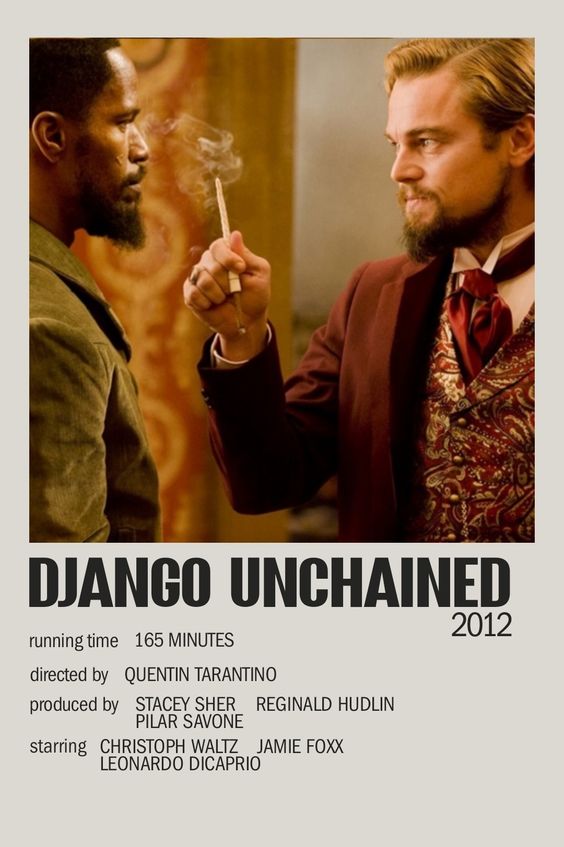 DJANGO UNCHAINED
2012
running time 165 MINUTES
directed by QUENTIN TARANTINO
produced by STACEY SHER REGINALD HUDLIN
PILAR SAVONE
starring CHRISTOPH WALTZ JAMIE FOXX
LEONARDO DICAPRIO